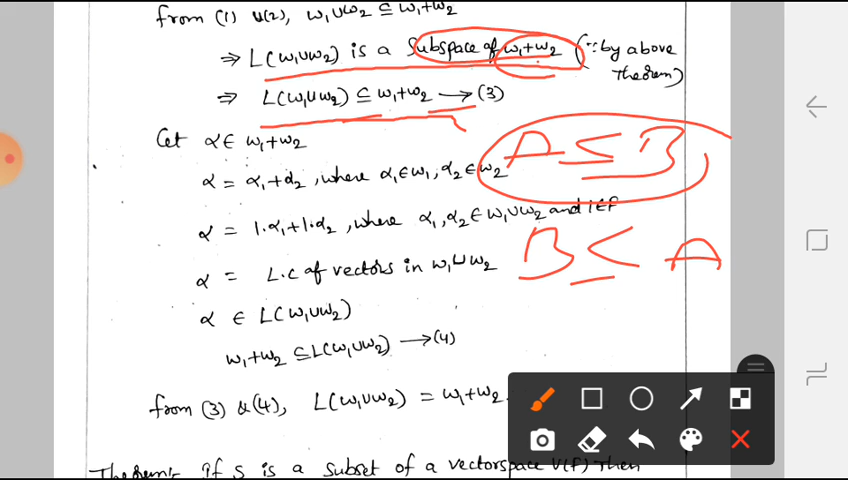 from (1) & (2), W₁∪W₂ ⊆ W₁+W₂
⇒ L(W₁∪W₂) is a Subspace of W₁+W₂ (∵ by above
Theorem)
⇒ L(W₁∪W₂) ⊆ W₁+W₂ → (3)
Let α ∈ W₁+W₂
α = α₁+α₂, where α₁∈W₁, α₂∈W₂
A ⊆ B
α = 1·α₁+1·α₂, where α₁, α₂ ∈ W₁∪W₂ and 1∈F
B ⊆ A
α = L.C of vectors in W₁∪W₂
α ∈ L(W₁∪W₂)
W₁+W₂ ⊆ L(W₁∪W₂) → (4)
from (3) & (4), L(W₁∪W₂) = W₁+W₂.
Theorem:- If S is a Subset of a vectorspace V(F) Then